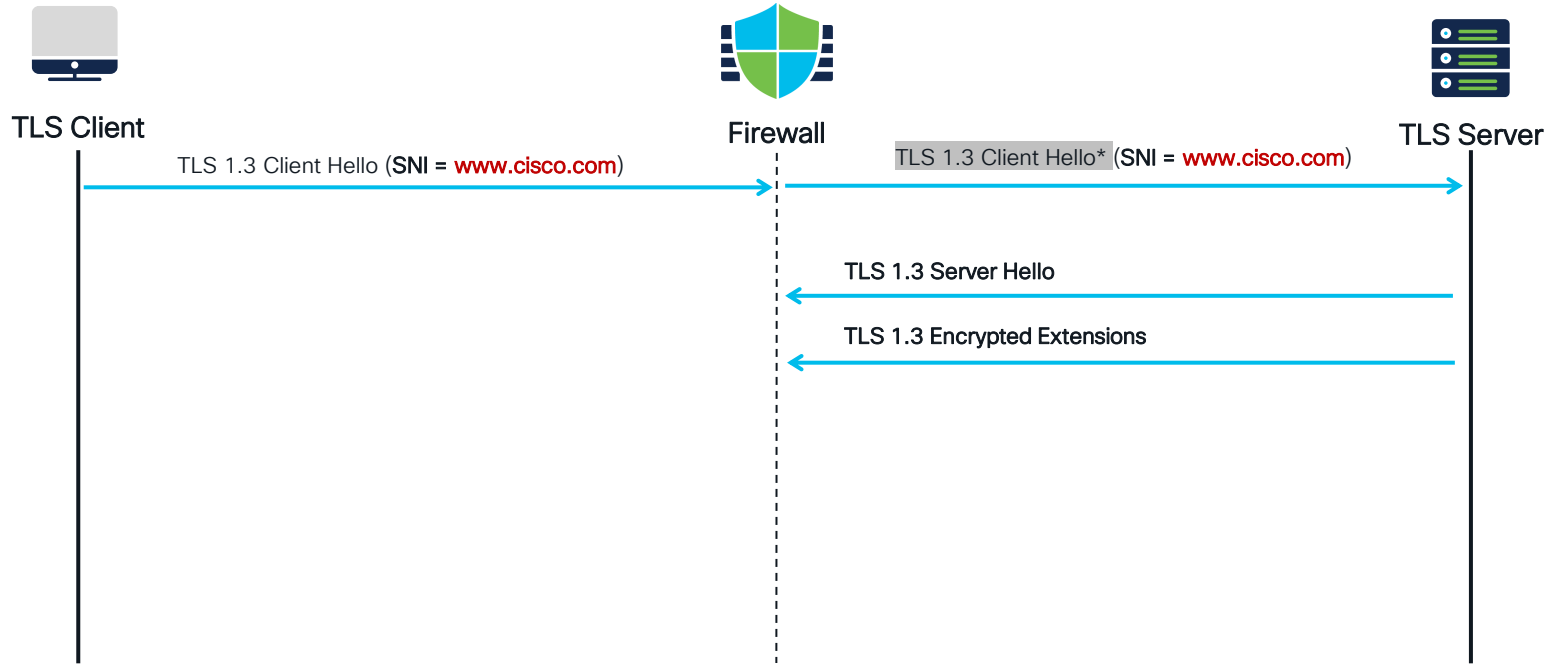 TLS Client
Firewall
TLS Server
TLS 1.3 Client Hello (SNI = www.cisco.com)
TLS 1.3 Client Hello* (SNI = www.cisco.com)
TLS 1.3 Server Hello
TLS 1.3 Encrypted Extensions